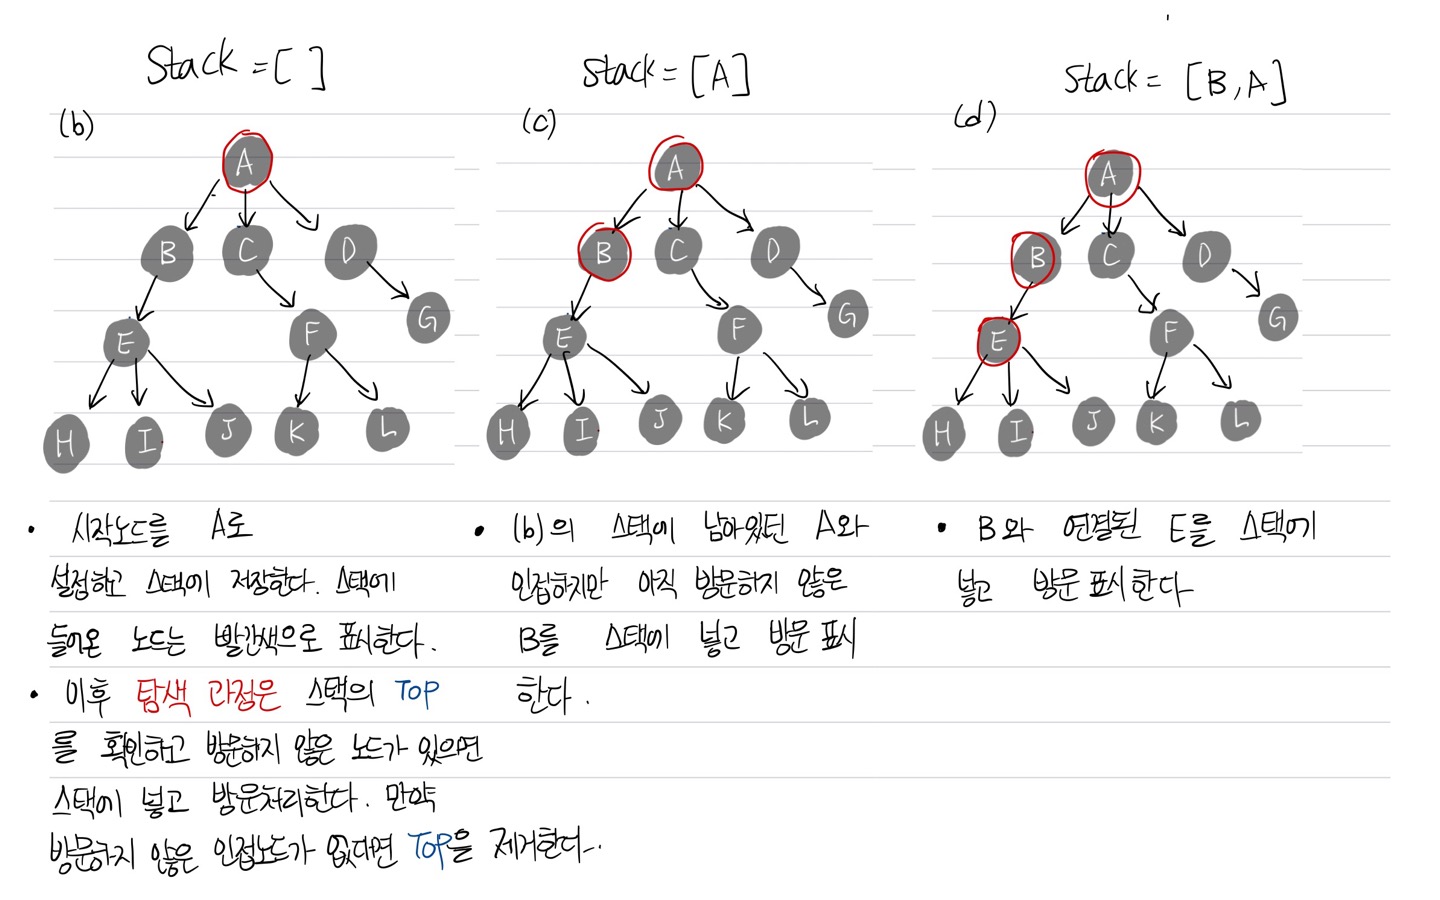 Stack = [ ]
(b)
A
B C D
E F G
H I J K L
• 시작노드를 A로
설정하고 스택에 저장한다. 스택에
들어온 노드는 빨간색으로 표시한다.
• 이후 탐색 과정은 스택의 TOP
를 확인하고 방문하지 않은 노드가 있으면
스택에 넣고 방문처리한다. 만약
방문하지 않은 인접노드가 없다면 TOP을 제거한다.
Stack = [A]
(c)
A
B C D
E F G
H I J K L
• (b)의 스택에 남아있던 A와
인접하지만 아직 방문하지 않은
B를 스택에 넣고 방문 표시
한다.
Stack = [B, A]
(d)
A
B C D
E F G
H I J K L
• B와 연결된 E를 스택에
넣고 방문 표시한다